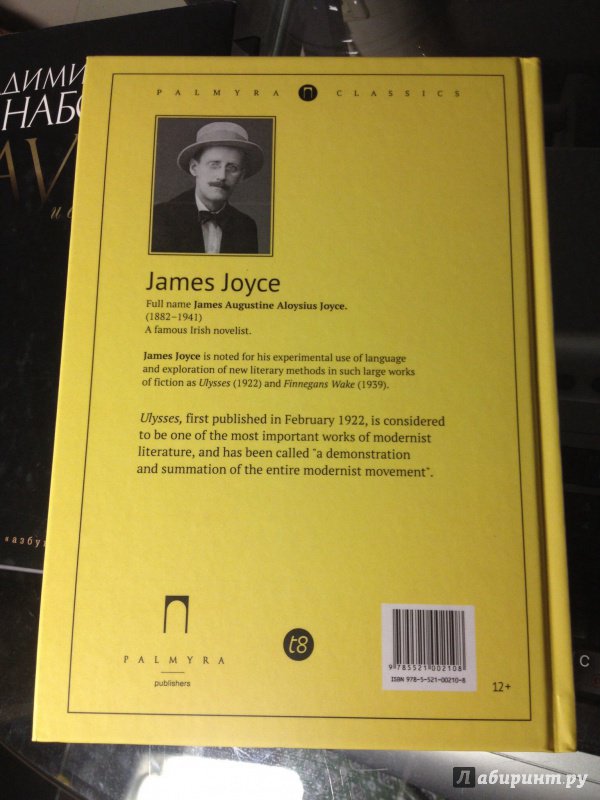 PALMYRA CLASSICS
James Joyce
Full name James Augustine Aloysius Joyce.
(1882–1941)
A famous Irish novelist.
James Joyce is noted for his experimental use of language
and exploration of new literary methods in such large works
of fiction as Ulysses (1922) and Finnegans Wake (1939).
Ulysses, first published in February 1922, is considered
to be one of the most important works of modernist
literature, and has been called "a demonstration
and summation of the entire modernist movement".
PALMYRA
publishers
t8
9 785521 002108
ISBN 978-5-521-00210-8
12+
ДИМИ
НАБО
«азбу
C
Лабиринт.ру